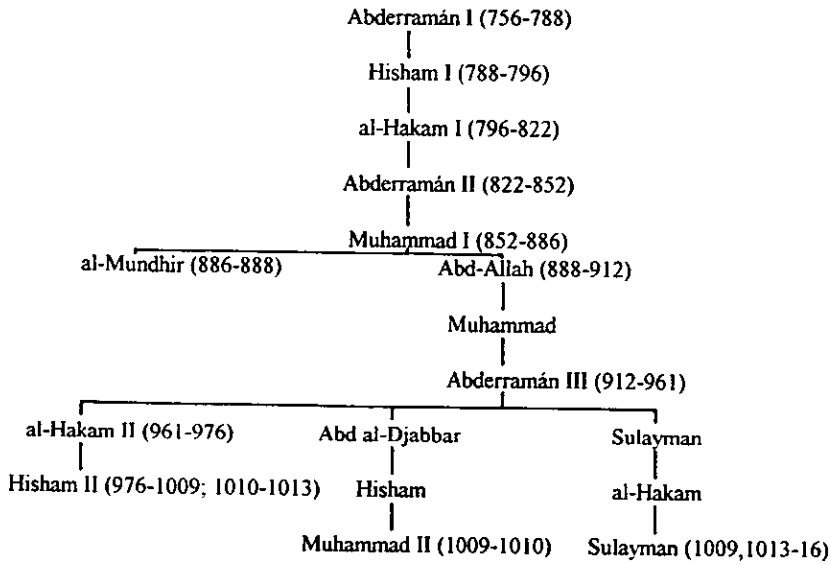 Abderramán I (756-788)
Hisham I (788-796)
al-Hakam I (796-822)
Abderramán II (822-852)
Muhammad I (852-886)
al-Mundhir (886-888) Abd-Allah (888-912)
Muhammad
Abderramán III (912-961)
al-Hakam II (961-976) Abd al-Djabbar Sulayman
Hisham II (976-1009; 1010-1013) Hisham al-Hakam
Muhammad II (1009-1010) Sulayman (1009,1013-16)